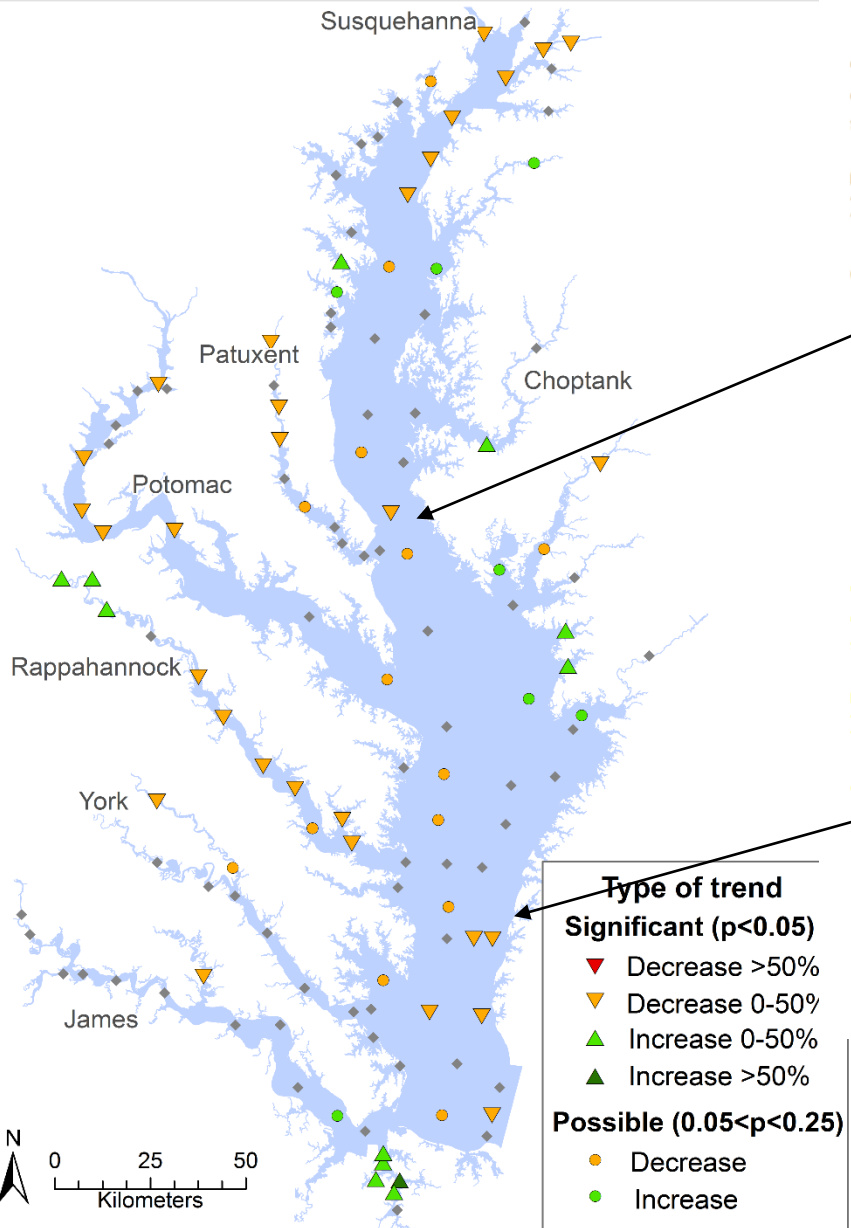 Susquehanna
Patuxent
Choptank
Potomac
Rappahannock
York
James
N
0 25 50
Kilometers
Type of trend
Significant (p<0.05)
Decrease >50%
Decrease 0-50%
Increase 0-50%
Increase >50%
Possible (0.05<p<0.25)
Decrease
Increase